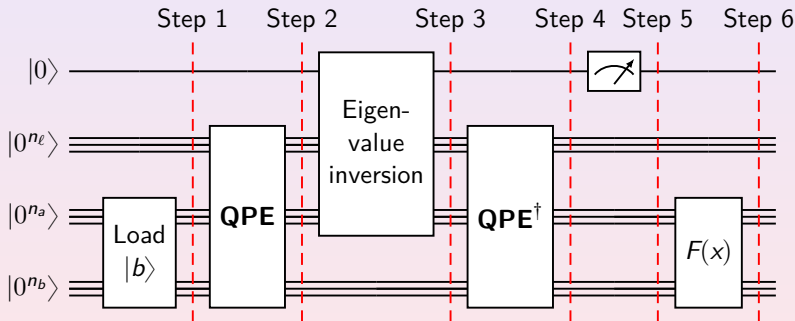 Step 1 Step 2 Step 3 Step 4 Step 5 Step 6
|0⟩
|0^{n_ℓ}⟩
|0^{n_a}⟩
|0^{n_b}⟩
Load
|b⟩
QPE
Eigen-
value
inversion
QPE†
F(x)